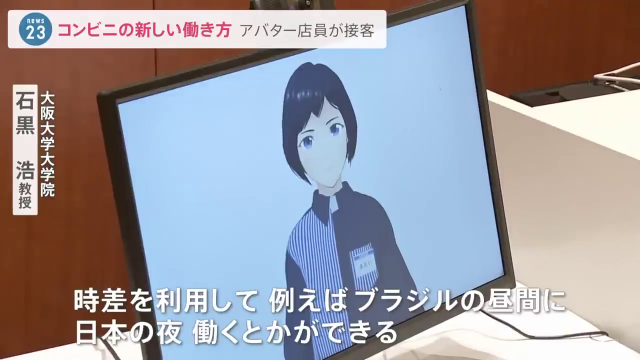 news
23
コンビニの新しい働き方 アバター店員が接客
大阪大学大学院
石黒 浩教授
時差を利用して 例えばブラジルの昼間に
日本の夜 働くとかができる